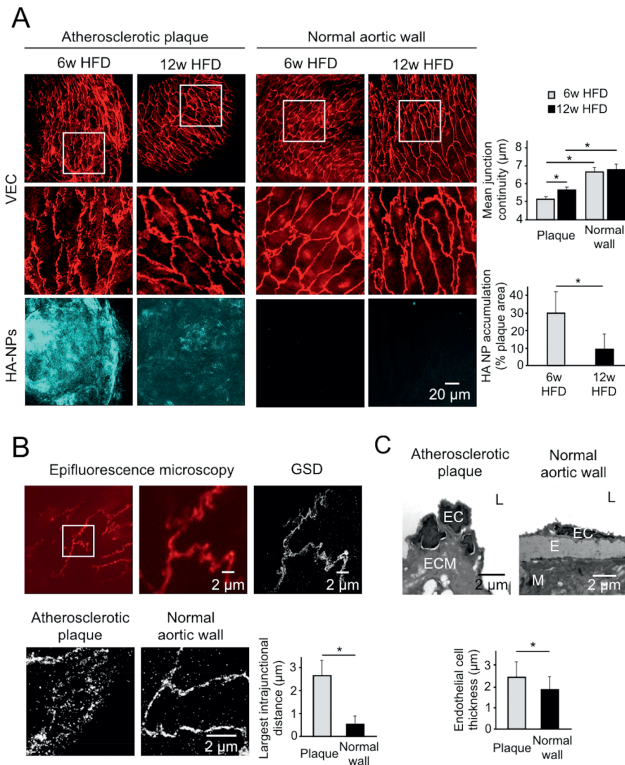 A
Atherosclerotic plaque
Normal aortic wall
6w HFD
12w HFD
6w HFD
12w HFD
VEC
HA-NPs
20 µm
6w HFD
12w HFD
Mean junction
continuity (µm)
7
6
5
4
*
*
*
Plaque
Normal
wall
HA NP accumulation
(% plaque area)
40
30
20
10
0
*
6w
HFD
12w
HFD
B
Epifluorescence microscopy
GSD
2 µm
2 µm
Atherosclerotic
plaque
Normal
aortic wall
2 µm
Largest intrajunctional
distance (µm)
3
2
1
0
*
Plaque
Normal
wall
C
Atherosclerotic
plaque
Normal
aortic wall
L
EC
ECM
2 µm
L
EC
E
M
2 µm
Endothelial cell
thickness (µm)
3
2
1
0
*
Plaque
Normal
wall